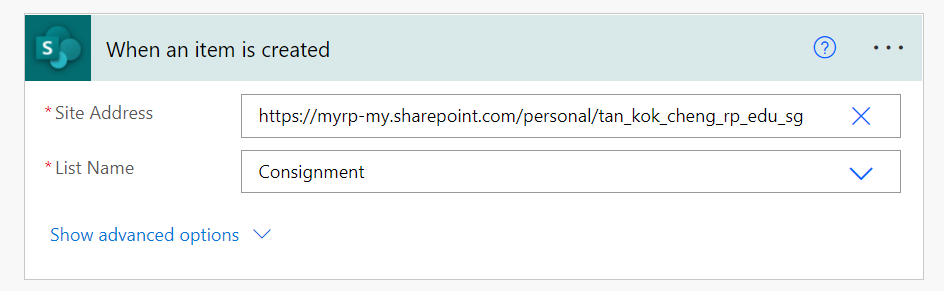 S When an item is created ? ...
* Site Address https://myrp-my.sharepoint.com/personal/tan_kok_cheng_rp_edu_sg
* List Name Consignment
Show advanced options